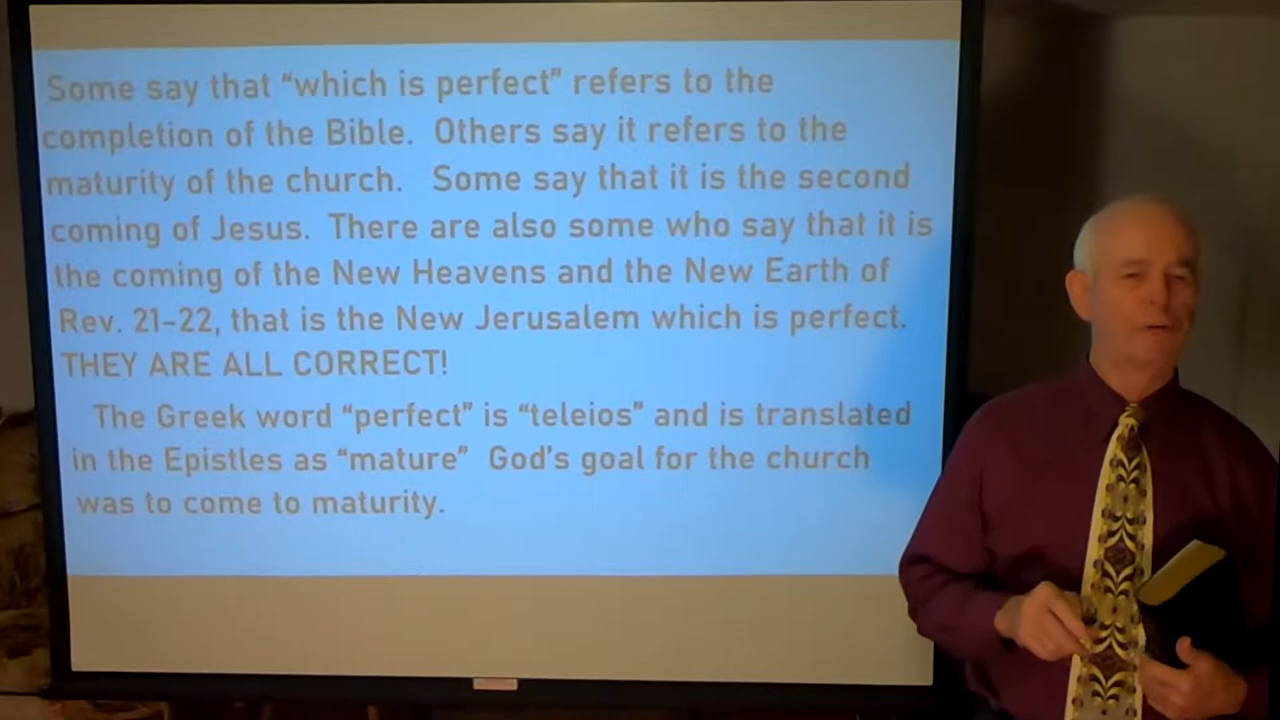 Some say that “which is perfect” refers to the
completion of the Bible. Others say it refers to the
maturity of the church. Some say that it is the second
coming of Jesus. There are also some who say that it is
the coming of the New Heavens and the New Earth of
Rev. 21-22, that is the New Jerusalem which is perfect.
THEY ARE ALL CORRECT!
The Greek word “perfect” is “teleios” and is translated
in the Epistles as “mature” God's goal for the church
was to come to maturity.